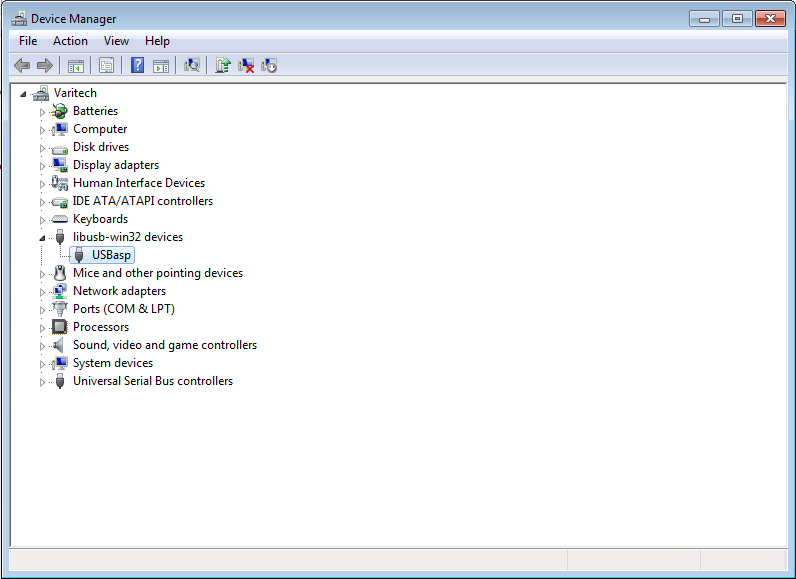 Device Manager
File Action View Help
Varitech
Batteries
Computer
Disk drives
Display adapters
Human Interface Devices
IDE ATA/ATAPI controllers
Keyboards
libusb-win32 devices
USBasp
Mice and other pointing devices
Network adapters
Ports (COM & LPT)
Processors
Sound, video and game controllers
System devices
Universal Serial Bus controllers